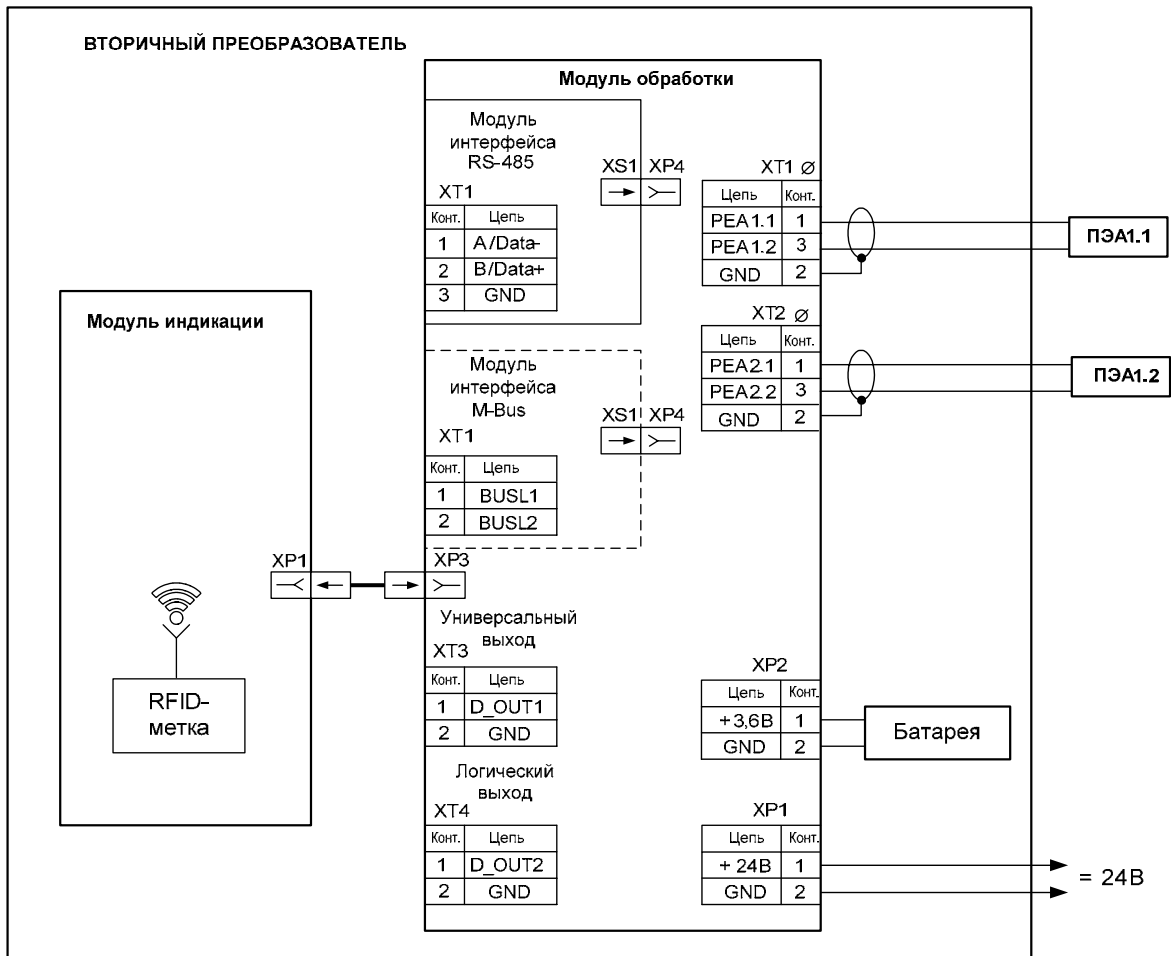 ВТОРИЧНЫЙ ПРЕОБРАЗОВАТЕЛЬ
Модуль обработки
Модуль
интерфейса
RS-485
XS1 XP4
XT1
Конт. Цепь
1 A/Data-
2 B/Data+
3 GND
XT1 ∅
Цепь Конт.
PEA1.1 1
PEA1.2 3
GND 2
ПЭА1.1
XT2 ∅
Цепь Конт.
PEA2.1 1
PEA2.2 3
GND 2
ПЭА1.2
Модуль
интерфейса
M-Bus
XS1 XP4
XT1
Конт. Цепь
1 BUSL1
2 BUSL2
Модуль индикации
XP1
XP3
RFID-
метка
Универсальный
выход
XT3
Конт. Цепь
1 D_OUT1
2 GND
Логический
выход
XT4
Конт. Цепь
1 D_OUT2
2 GND
XP2
Цепь Конт.
+3,6В 1
GND 2
Батарея
XP1
Цепь Конт.
+ 24В 1
GND 2
= 24В